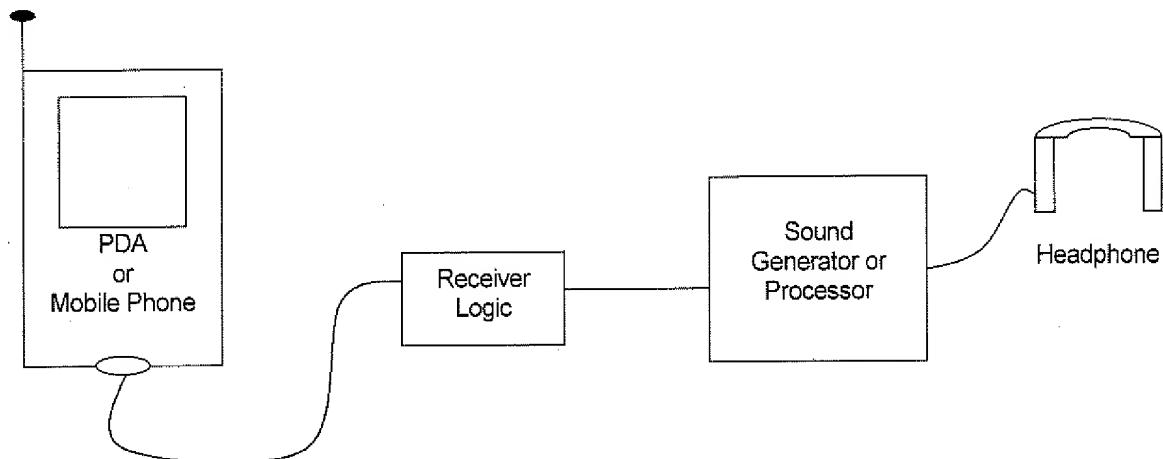 PDA
or
Mobile Phone
Receiver
Logic
Sound
Generator or
Processor
Headphone